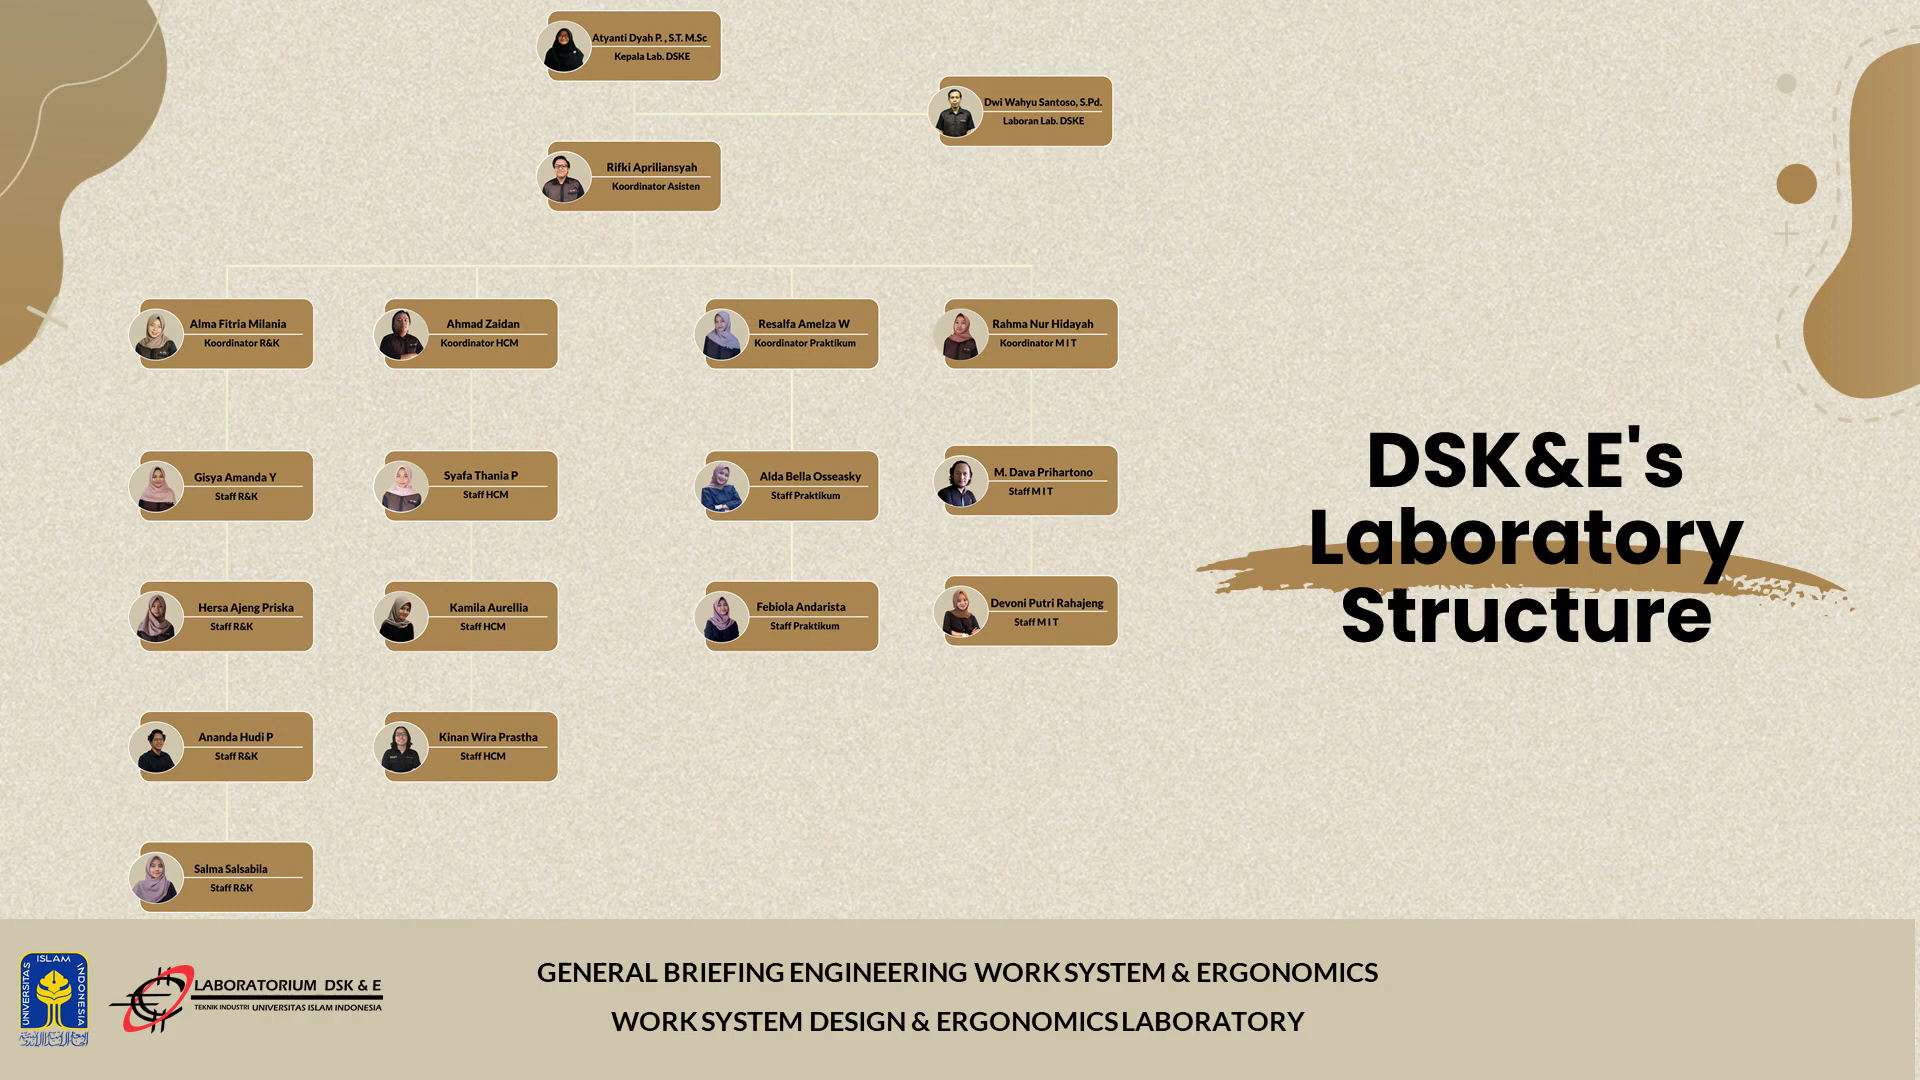 Atyanti Dyah P. , S.T. M.Sc
Kepala Lab. DSKE
Dwi Wahyu Santoso, S.Pd.
Laboran Lab. DSKE
Rifki Apriliansyah
Koordinator Asisten
Alma Fitria Milania
Koordinator R&K
Ahmad Zaidan
Koordinator HCM
Resalfa Amelza W
Koordinator Praktikum
Rahma Nur Hidayah
Koordinator M I T
Gisya Amanda Y
Staff R&K
Syafa Thania P
Staff HCM
Alda Bella Osseasky
Staff Praktikum
M. Dava Prihartono
Staff M I T
Hersa Ajeng Priska
Staff R&K
Kamila Aurellia
Staff HCM
Febiola Andarista
Staff Praktikum
Devoni Putri Rahajeng
Staff M I T
Ananda Hudi P
Staff R&K
Kinan Wira Prastha
Staff HCM
Salma Salsabila
Staff R&K
DSK&E's
Laboratory
Structure
UNIVERSITAS ISLAM INDONESIA
LABORATORIUM DSK & E
TEKNIK INDUSTRI UNIVERSITAS ISLAM INDONESIA
GENERAL BRIEFING ENGINEERING WORK SYSTEM & ERGONOMICS
WORK SYSTEM DESIGN & ERGONOMICS LABORATORY